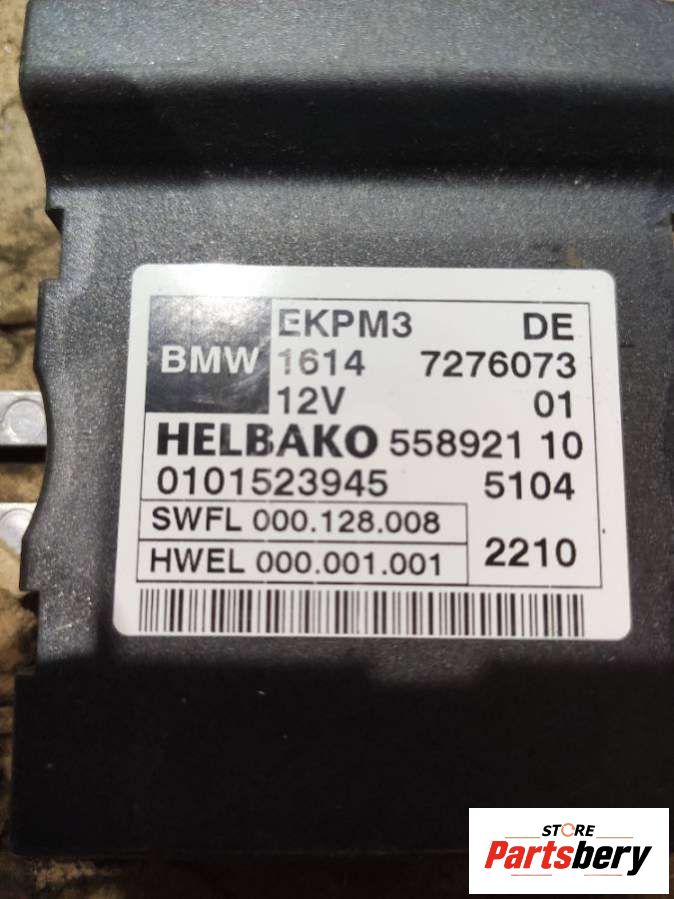 EKPM3 DE
BMW 1614 7276073
12V 01
HELBAKO 558921 10
0101523945 5104
SWFL 000.128.008
HWEL 000.001.001 2210
STORE
Partsbery